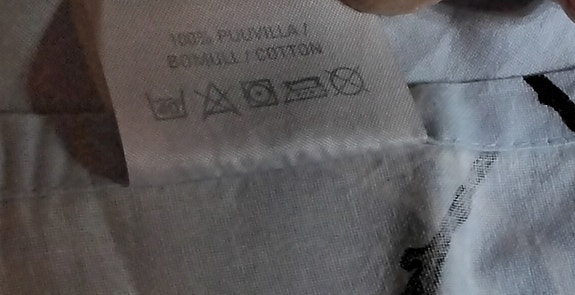 100% PUUVILLA /
BOMULL / COTTON